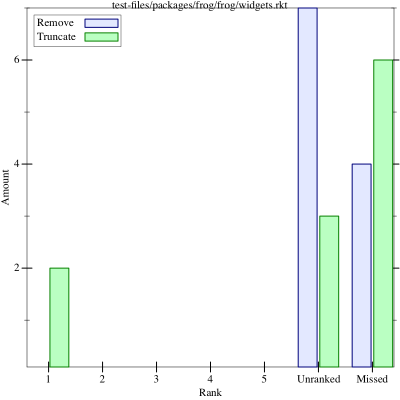 test-files/packages/frog/frog/widgets.rkt
Remove
Truncate
6
4
2
Amount
1 2 3 4 5 Unranked Missed
Rank